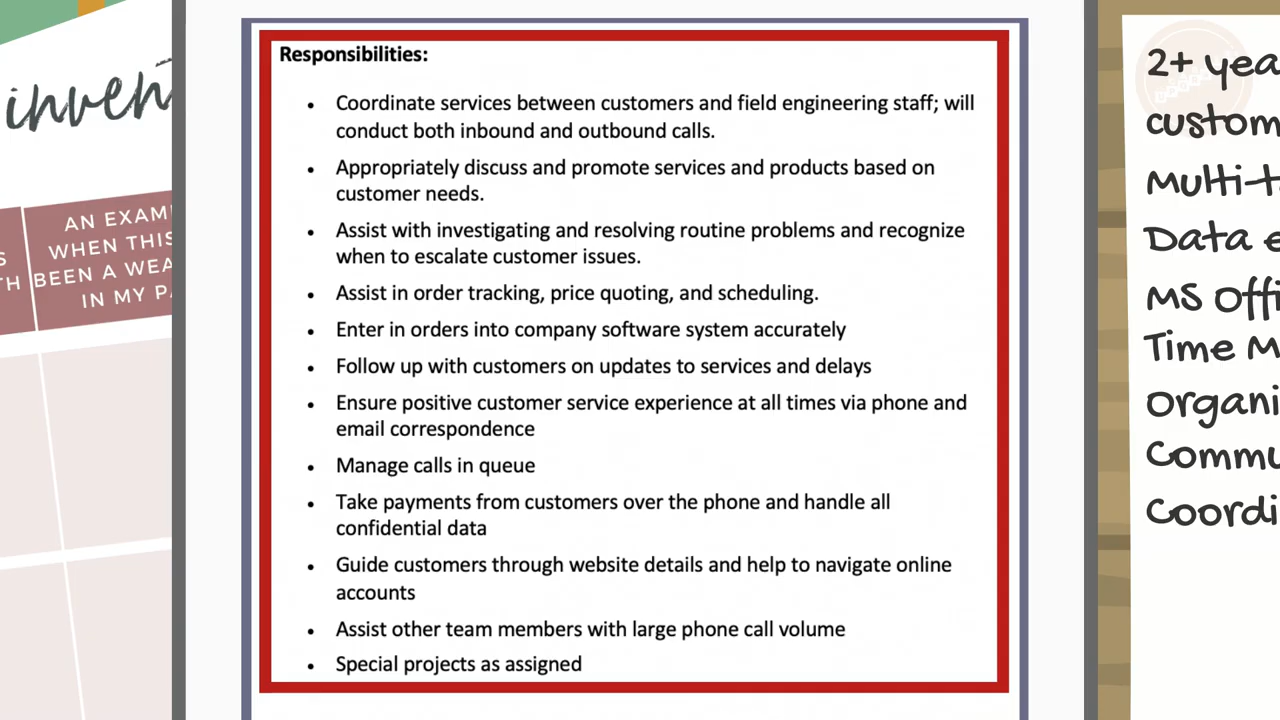 inven
AN EXAM
WHEN THIS
BEEN A WEA
IN MY PA
S
TH
Responsibilities:
• Coordinate services between customers and field engineering staff; will
conduct both inbound and outbound calls.
• Appropriately discuss and promote services and products based on
customer needs.
• Assist with investigating and resolving routine problems and recognize
when to escalate customer issues.
• Assist in order tracking, price quoting, and scheduling.
• Enter in orders into company software system accurately
• Follow up with customers on updates to services and delays
• Ensure positive customer service experience at all times via phone and
email correspondence
• Manage calls in queue
• Take payments from customers over the phone and handle all
confidential data
• Guide customers through website details and help to navigate online
accounts
• Assist other team members with large phone call volume
• Special projects as assigned
2+ yea
custom
Multi-t
Data e
MS Offi
Time M
Organi
Commu
Coordi